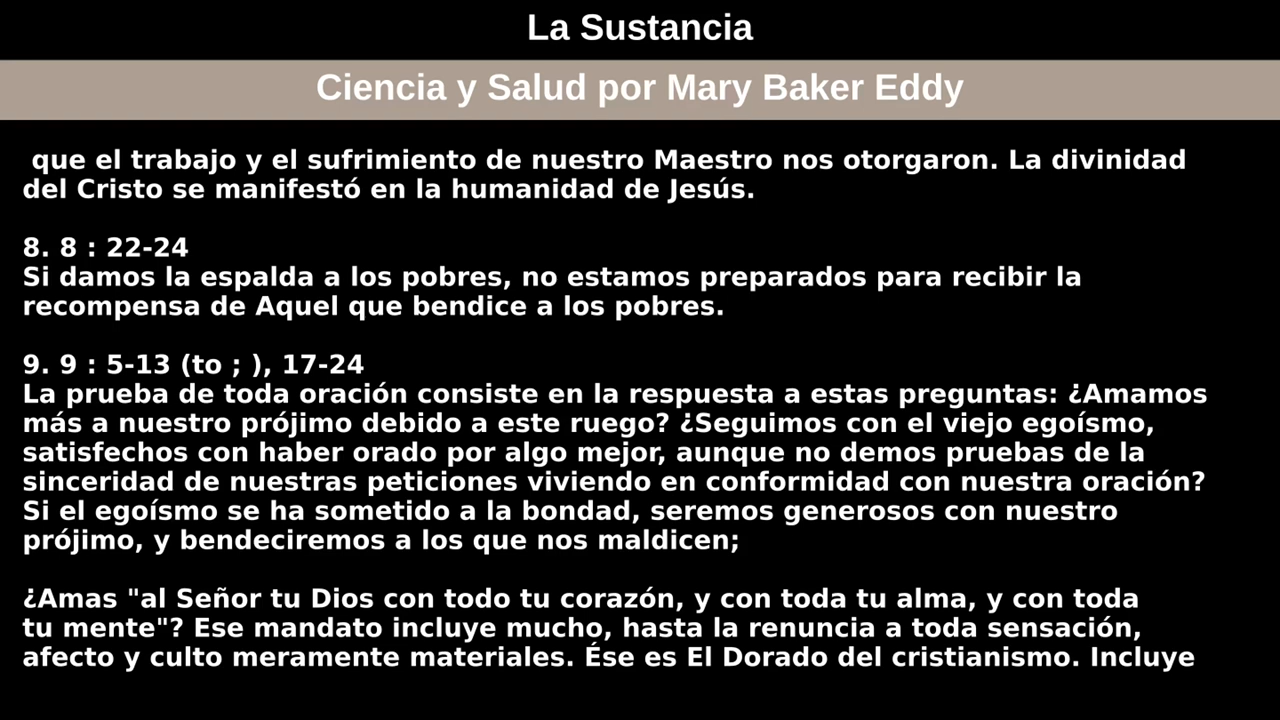 La Sustancia
Ciencia y Salud por Mary Baker Eddy
que el trabajo y el sufrimiento de nuestro Maestro nos otorgaron. La divinidad
del Cristo se manifestó en la humanidad de Jesús.
8. 8 : 22-24
Si damos la espalda a los pobres, no estamos preparados para recibir la
recompensa de Aquel que bendice a los pobres.
9. 9 : 5-13 (to ; ), 17-24
La prueba de toda oración consiste en la respuesta a estas preguntas: ¿Amamos
más a nuestro prójimo debido a este ruego? ¿Seguimos con el viejo egoísmo,
satisfechos con haber orado por algo mejor, aunque no demos pruebas de la
sinceridad de nuestras peticiones viviendo en conformidad con nuestra oración?
Si el egoísmo se ha sometido a la bondad, seremos generosos con nuestro
prójimo, y bendeciremos a los que nos maldicen;
¿Amas "al Señor tu Dios con todo tu corazón, y con toda tu alma, y con toda
tu mente"? Ese mandato incluye mucho, hasta la renuncia a toda sensación,
afecto y culto meramente materiales. Ése es El Dorado del cristianismo. Incluye